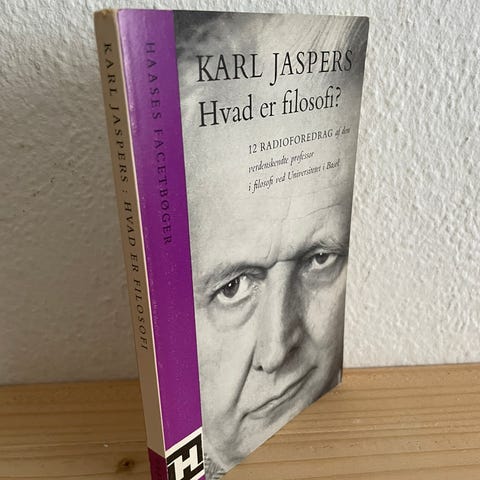 KARL JASPERS
Hvad er filosofi?
12 RADIOFOREDRAG af den
verdenskendte professor
i filosofi ved Universitetet i Basel
HAASES FACETBØGER
KARL JASPERS: HVAD ER FILOSOFI
H